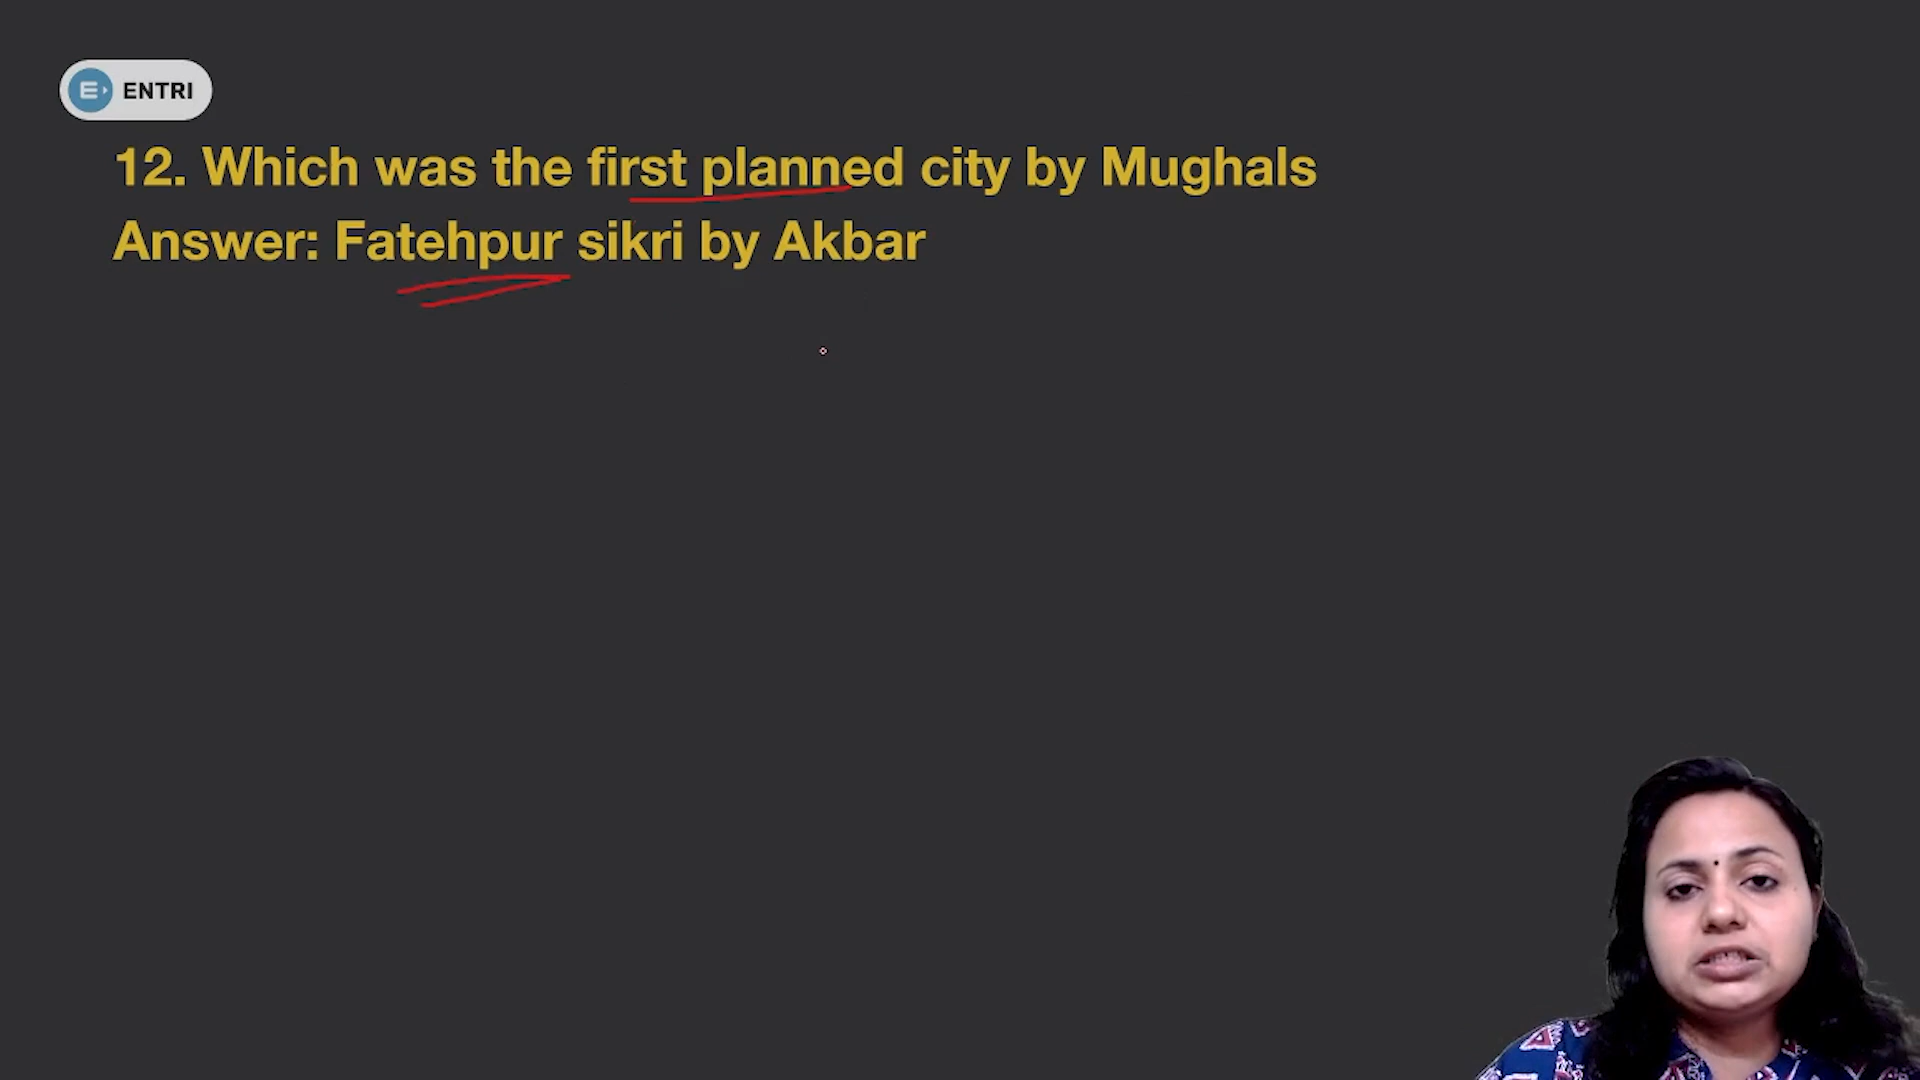 ENTRI
12. Which was the first planned city by Mughals
Answer: Fatehpur sikri by Akbar